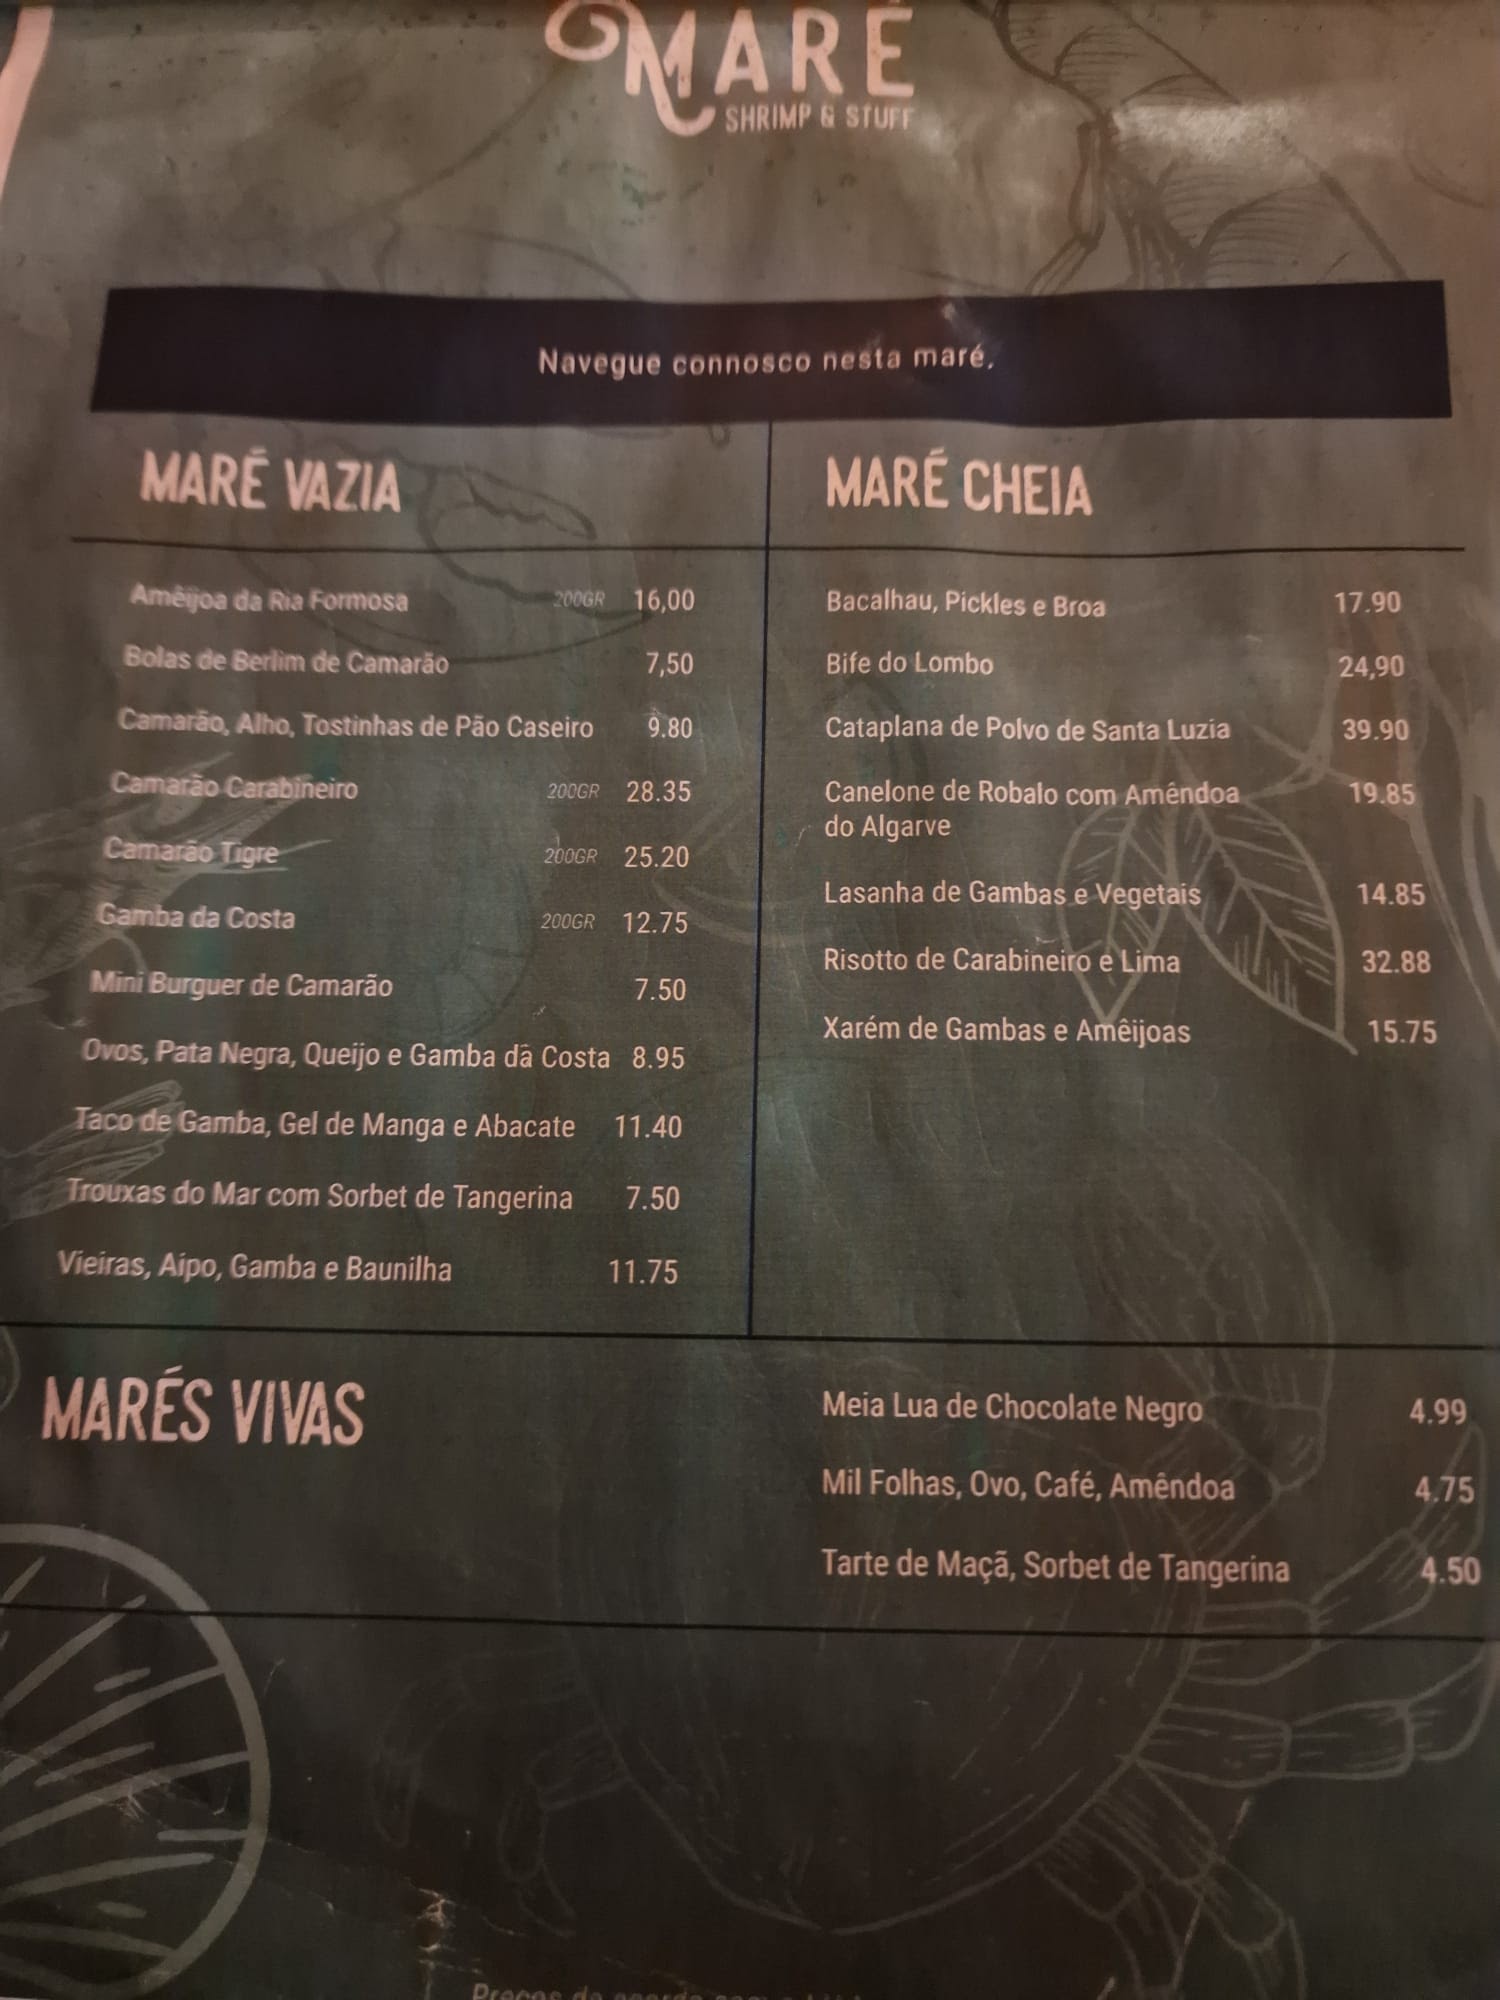 MARÉ
SHRIMP & STUFF
Navegue connosco nesta maré.
MARÉ VAZIA
Amêijoa da Ria Formosa 200GR 16,00
Bolas de Berlim de Camarão 7,50
Camarão, Alho, Tostinhas de Pão Caseiro 9.80
Camarão Carabineiro 200GR 28.35
Camarão Tigre 200GR 25.20
Gamba da Costa 200GR 12.75
Mini Burguer de Camarão 7.50
Ovos, Pata Negra, Queijo e Gamba da Costa 8.95
Taco de Gamba, Gel de Manga e Abacate 11.40
Trouxas do Mar com Sorbet de Tangerina 7.50
Vieiras, Aipo, Gamba e Baunilha 11.75
MARÉ CHEIA
Bacalhau, Pickles e Broa 17.90
Bife do Lombo 24,90
Cataplana de Polvo de Santa Luzia 39.90
Canelone de Robalo com Amêndoa 19.85
do Algarve
Lasanha de Gambas e Vegetais 14.85
Risotto de Carabineiro e Lima 32.88
Xarém de Gambas e Amêijoas 15.75
MARÉS VIVAS
Meia Lua de Chocolate Negro 4.99
Mil Folhas, Ovo, Café, Amêndoa 4.75
Tarte de Maçã, Sorbet de Tangerina 4.50
Preços de acordo com